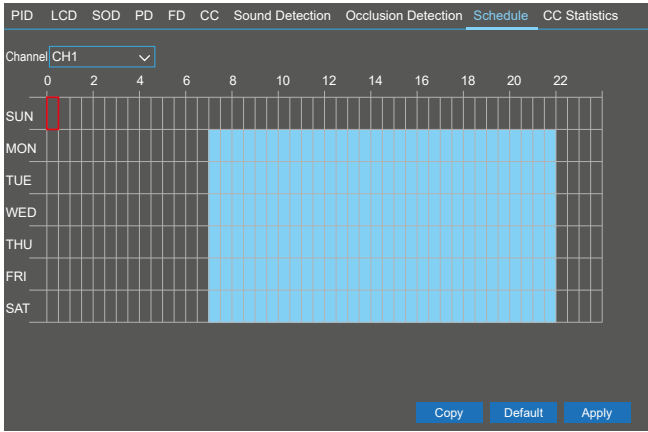 PID LCD SOD PD FD CC Sound Detection Occlusion Detection Schedule CC Statistics
Channel CH1
0 2 4 6 8 10 12 14 16 18 20 22
SUN
MON
TUE
WED
THU
FRI
SAT
Copy Default Apply